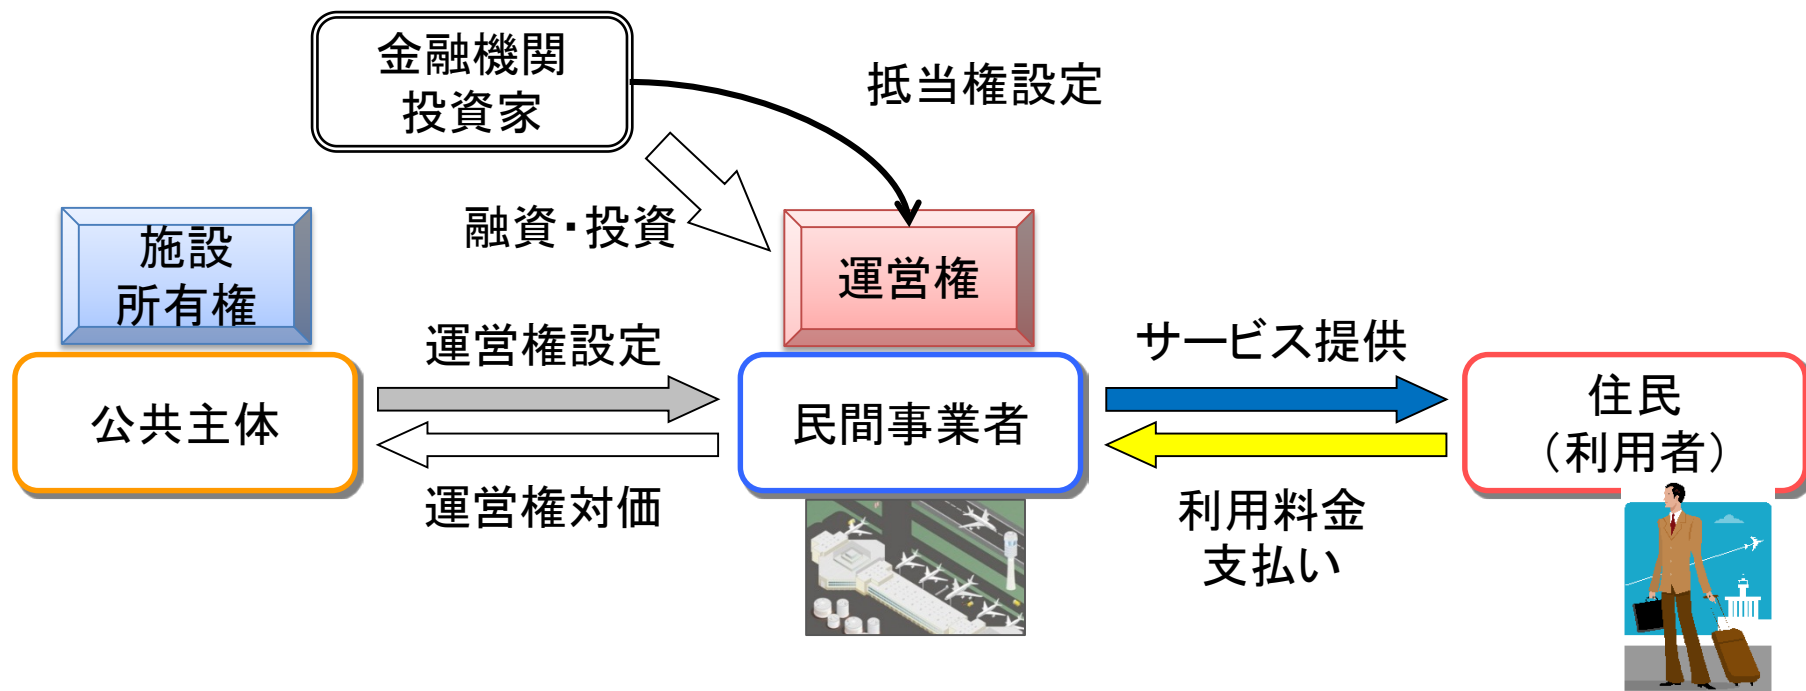 金融機関
投資家
抵当権設定
融資・投資
施設
所有権
運営権
運営権設定
サービス提供
公共主体
民間事業者
住民
（利用者）
運営権対価
利用料金
支払い